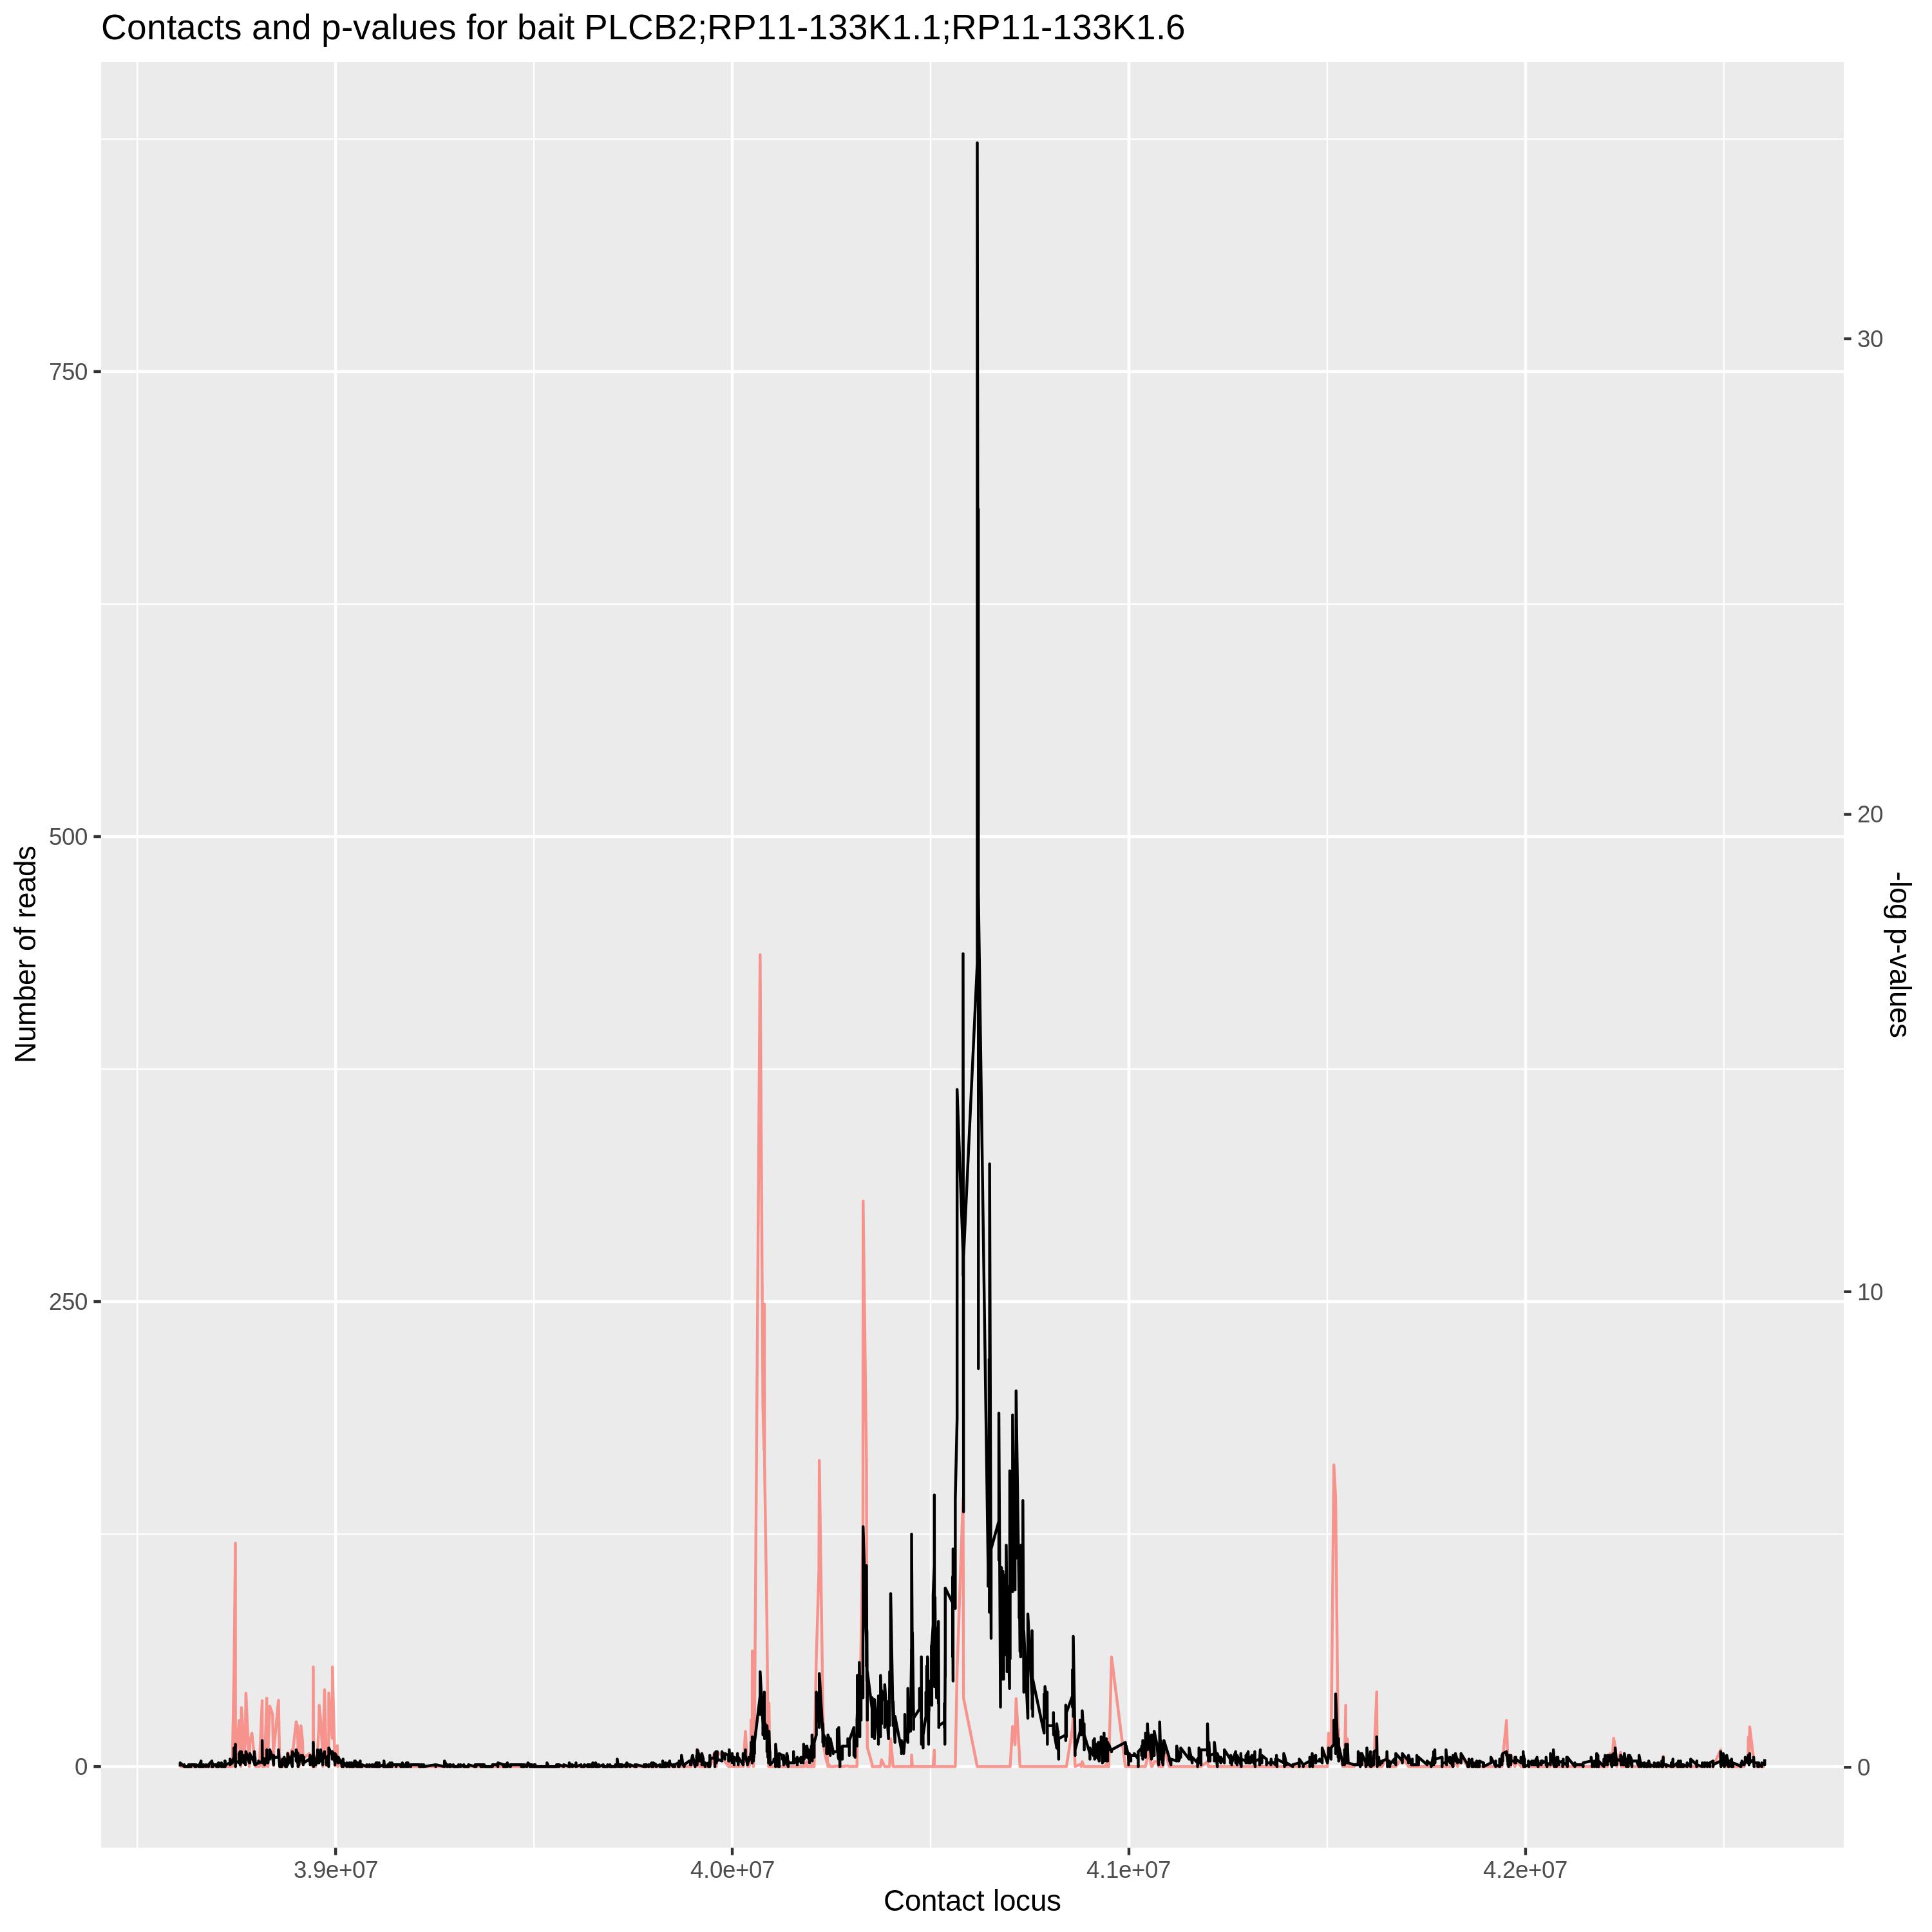 Contacts and p-values for bait PLCB2;RP11-133K1.1;RP11-133K1.6
750
500
250
0
30
20
10
0
Number of reads
-log p-values
3.9e+07
4.0e+07
4.1e+07
4.2e+07
Contact locus